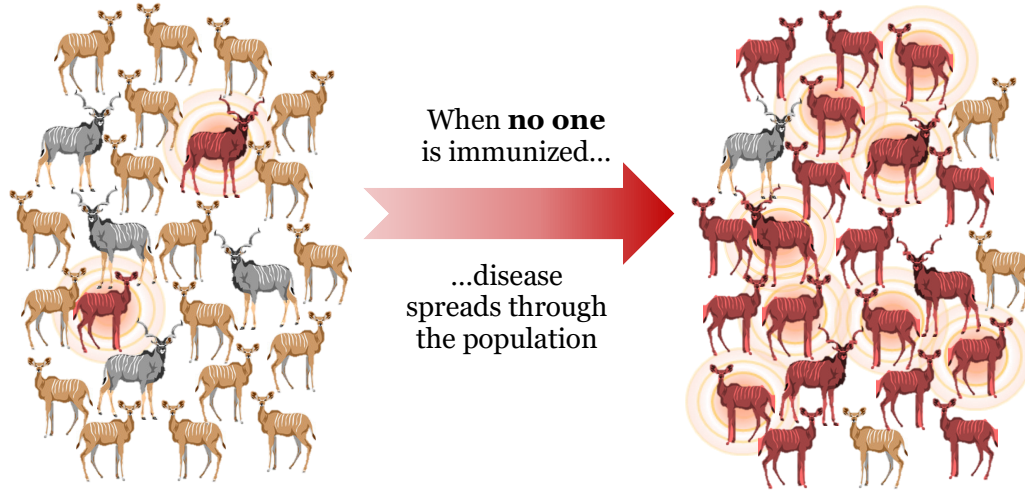 When no one
is immunized...
...disease
spreads through
the population